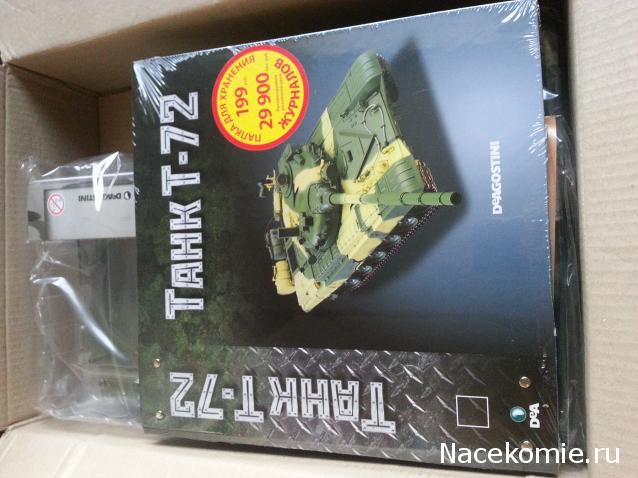 ПАПКА ДЛЯ ХРАНЕНИЯ
199
29 900
ЖУРНАЛОВ
ТАНК Т-72
DeAGOSTINI
ТАНК Т-72
DeA
DeAGOSTINI
Nacekomie.ru